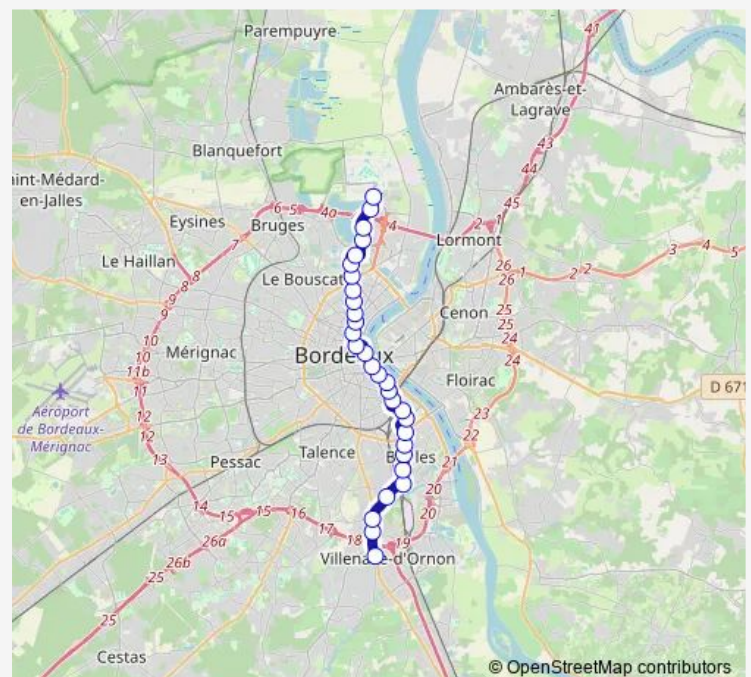 Parempuyre
41
Ambarès-et-
Lagrave
43
Blanquefort
44
aint-Médard-
en-Jalles
45
6 5 4a
4
2 1
Eysines
Bruges
Lormont
7
3 4 5
Le Haillan
8
8
26
26
1
2 2
9
9
Le Bouscat
25
25
Cenon
10
10
24
24
11b
11
Mérignac
Bordeaux
Floirac
D 671
Aéroport
de Bordeaux-
Mérignac
12
12
23
22
13
Talence
21
Pessac
20
20
14
15
15
16
17
18
19
26a
26b
Villenave-d'Ornon
25
25
Cestas
© OpenStreetMap contributors